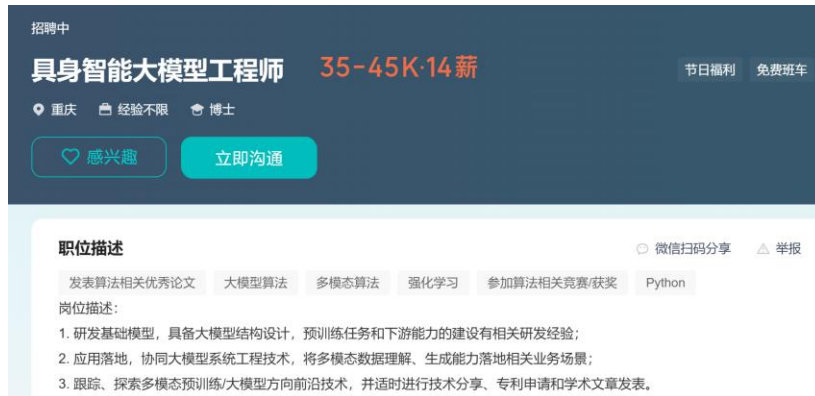 招聘中
具身智能大模型工程师 35-45K·14薪
节日福利 免费班车
重庆 经验不限 博士
感兴趣 立即沟通
职位描述
微信扫码分享 举报
发表算法相关优秀论文 大模型算法 多模态算法 强化学习 参加算法相关竞赛/获奖 Python
岗位描述：
1. 研发基础模型，具备大模型结构设计，预训练任务和下游能力的建设有相关研发经验；
2. 应用落地，协同大模型系统工程技术，将多模态数据理解、生成能力落地相关业务场景；
3. 跟踪、探索多模态预训练/大模型方向前沿技术，并适时进行技术分享、专利申请和学术文章发表。